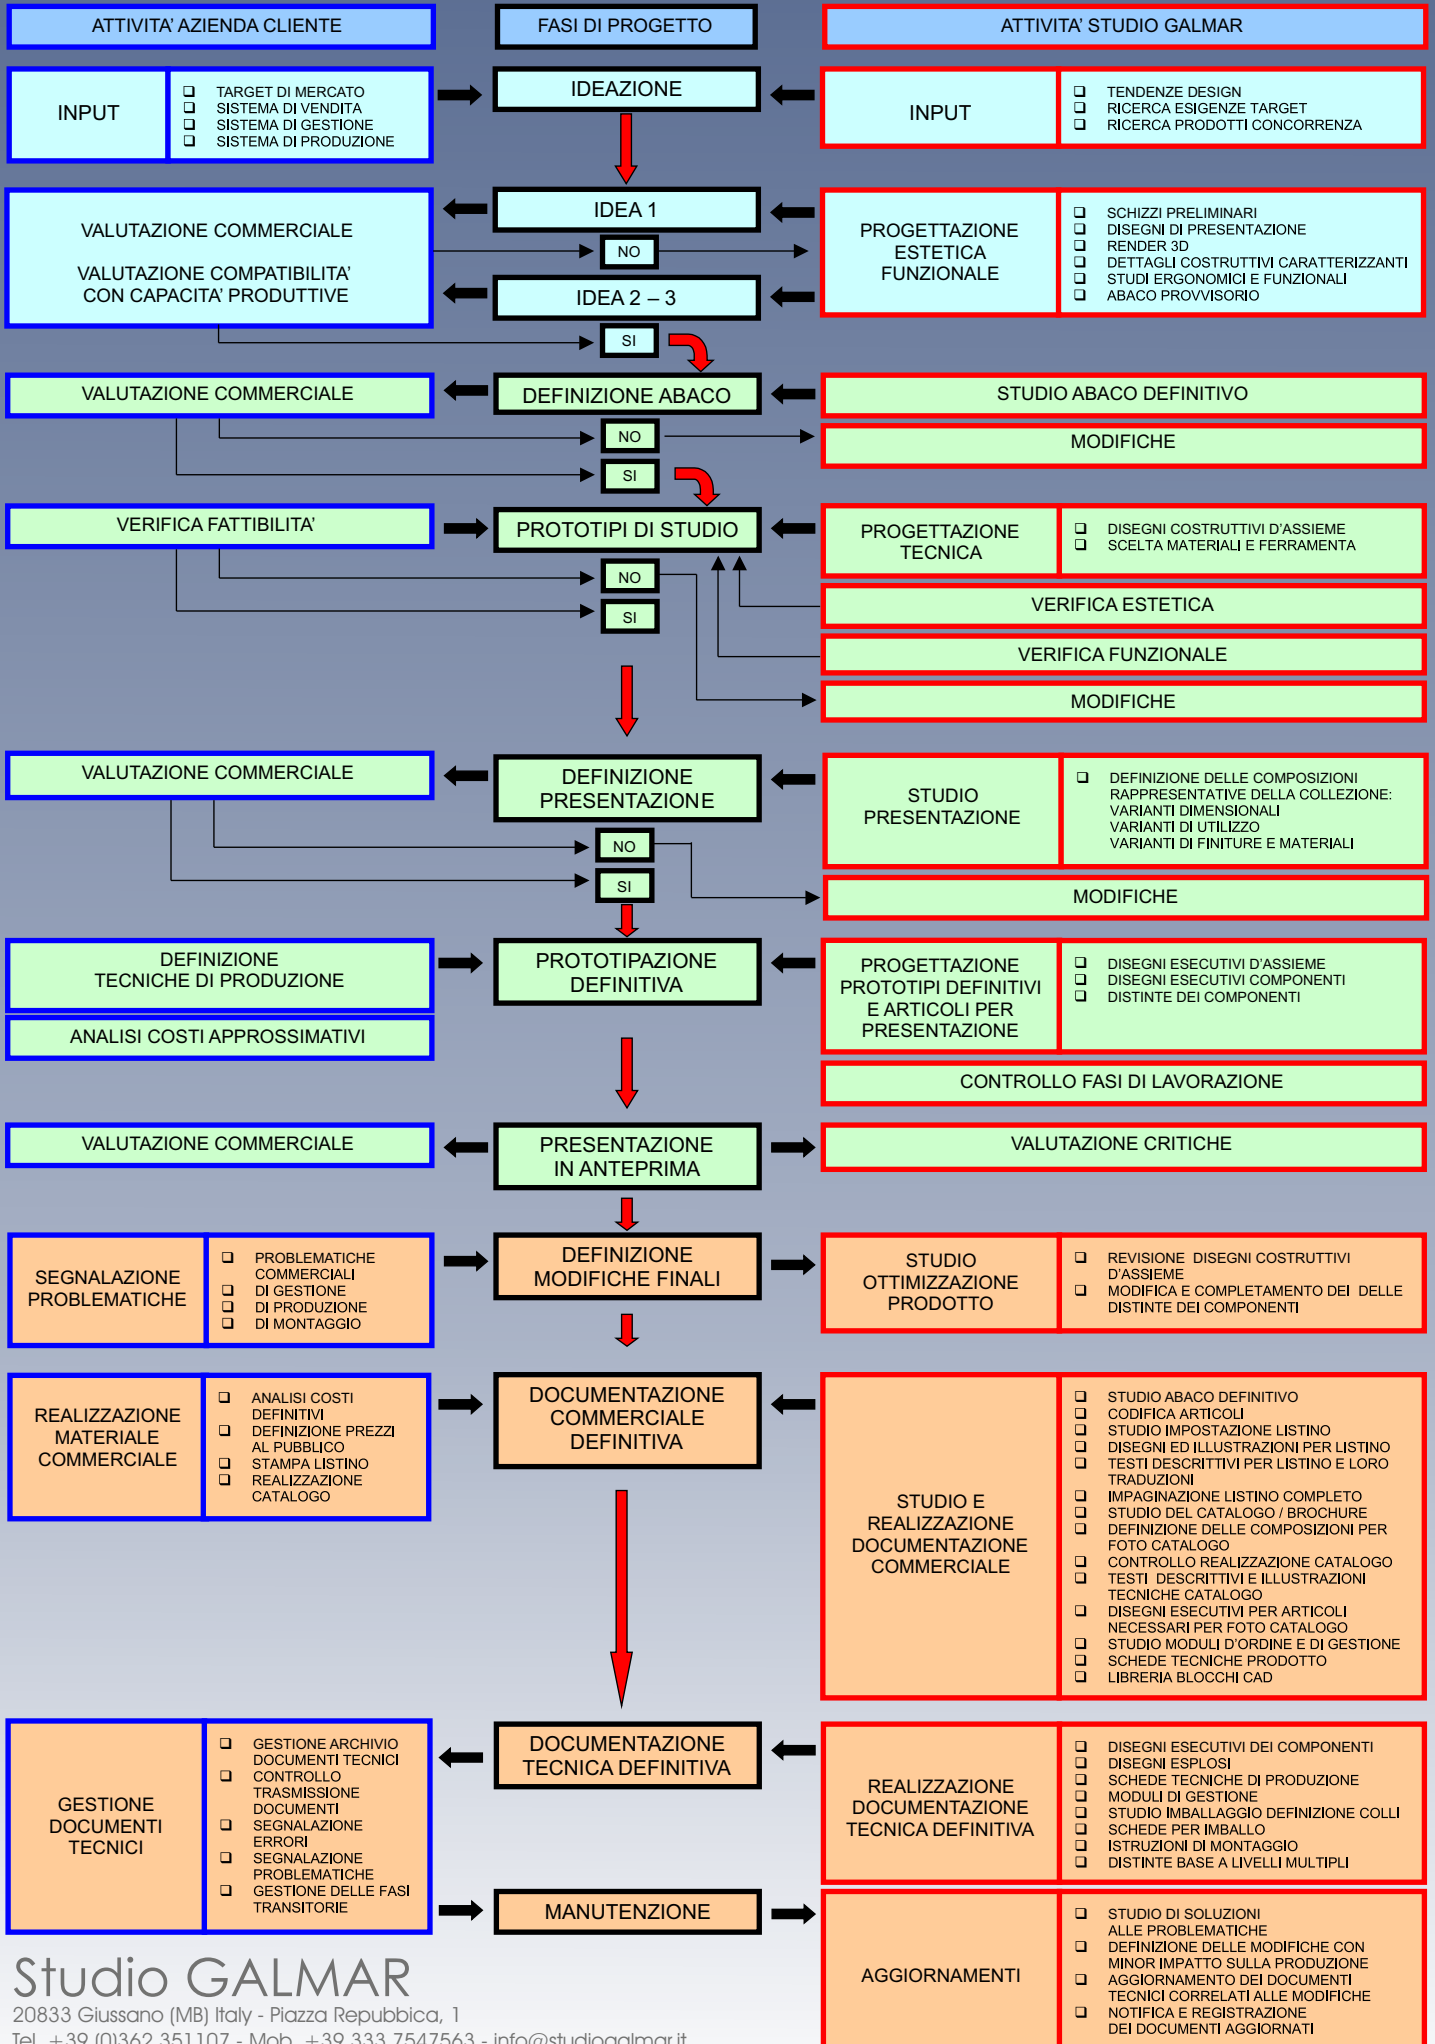 ATTIVITA' AZIENDA CLIENTE
FASI DI PROGETTO
ATTIVITA' STUDIO GALMAR
INPUT
❑ TARGET DI MERCATO
❑ SISTEMA DI VENDITA
❑ SISTEMA DI GESTIONE
❑ SISTEMA DI PRODUZIONE
IDEAZIONE
INPUT
❑ TENDENZE DESIGN
❑ RICERCA ESIGENZE TARGET
❑ RICERCA PRODOTTI CONCORRENZA
VALUTAZIONE COMMERCIALE
VALUTAZIONE COMPATIBILITA'
CON CAPACITA' PRODUTTIVE
IDEA 1
NO
IDEA 2 – 3
SI
PROGETTAZIONE
ESTETICA
FUNZIONALE
❑ SCHIZZI PRELIMINARI
❑ DISEGNI DI PRESENTAZIONE
❑ RENDER 3D
❑ DETTAGLI COSTRUTTIVI CARATTERIZZANTI
❑ STUDI ERGONOMICI E FUNZIONALI
❑ ABACO PROVVISORIO
VALUTAZIONE COMMERCIALE
DEFINIZIONE ABACO
NO
SI
STUDIO ABACO DEFINITIVO
MODIFICHE
VERIFICA FATTIBILITA'
PROTOTIPI DI STUDIO
NO
SI
PROGETTAZIONE
TECNICA
❑ DISEGNI COSTRUTTIVI D'ASSIEME
❑ SCELTA MATERIALI E FERRAMENTA
VERIFICA ESTETICA
VERIFICA FUNZIONALE
MODIFICHE
VALUTAZIONE COMMERCIALE
DEFINIZIONE
PRESENTAZIONE
NO
SI
STUDIO
PRESENTAZIONE
❑ DEFINIZIONE DELLE COMPOSIZIONI
RAPPRESENTATIVE DELLA COLLEZIONE:
VARIANTI DIMENSIONALI
VARIANTI DI UTILIZZO
VARIANTI DI FINITURE E MATERIALI
MODIFICHE
DEFINIZIONE
TECNICHE DI PRODUZIONE
ANALISI COSTI APPROSSIMATIVI
PROTOTIPAZIONE
DEFINITIVA
PROGETTAZIONE
PROTOTIPI DEFINITIVI
E ARTICOLI PER
PRESENTAZIONE
❑ DISEGNI ESECUTIVI D'ASSIEME
❑ DISEGNI ESECUTIVI COMPONENTI
❑ DISTINTE DEI COMPONENTI
CONTROLLO FASI DI LAVORAZIONE
VALUTAZIONE COMMERCIALE
PRESENTAZIONE
IN ANTEPRIMA
VALUTAZIONE CRITICHE
SEGNALAZIONE
PROBLEMATICHE
❑ PROBLEMATICHE
COMMERCIALI
❑ DI GESTIONE
❑ DI PRODUZIONE
❑ DI MONTAGGIO
DEFINIZIONE
MODIFICHE FINALI
STUDIO
OTTIMIZZAZIONE
PRODOTTO
❑ REVISIONE DISEGNI COSTRUTTIVI
D'ASSIEME
❑ MODIFICA E COMPLETAMENTO DEI DELLE
DISTINTE DEI COMPONENTI
REALIZZAZIONE
MATERIALE
COMMERCIALE
❑ ANALISI COSTI
DEFINITIVI
❑ DEFINIZIONE PREZZI
AL PUBBLICO
❑ STAMPA LISTINO
❑ REALIZZAZIONE
CATALOGO
DOCUMENTAZIONE
COMMERCIALE
DEFINITIVA
STUDIO E
REALIZZAZIONE
DOCUMENTAZIONE
COMMERCIALE
❑ STUDIO ABACO DEFINITIVO
❑ CODIFICA ARTICOLI
❑ STUDIO IMPOSTAZIONE LISTINO
❑ DISEGNI ED ILLUSTRAZIONI PER LISTINO
❑ TESTI DESCRITTIVI PER LISTINO E LORO
TRADUZIONI
❑ IMPAGINAZIONE LISTINO COMPLETO
❑ STUDIO DEL CATALOGO / BROCHURE
❑ DEFINIZIONE DELLE COMPOSIZIONI PER
FOTO CATALOGO
❑ CONTROLLO REALIZZAZIONE CATALOGO
❑ TESTI DESCRITTIVI E ILLUSTRAZIONI
TECNICHE CATALOGO
❑ DISEGNI ESECUTIVI PER ARTICOLI
NECESSARI PER FOTO CATALOGO
❑ STUDIO MODULI D'ORDINE E DI GESTIONE
❑ SCHEDE TECNICHE PRODOTTO
❑ LIBRERIA BLOCCHI CAD
GESTIONE
DOCUMENTI
TECNICI
❑ GESTIONE ARCHIVIO
DOCUMENTI TECNICI
❑ CONTROLLO
TRASMISSIONE
DOCUMENTI
❑ SEGNALAZIONE
ERRORI
❑ SEGNALAZIONE
PROBLEMATICHE
❑ GESTIONE DELLE FASI
TRANSITORIE
DOCUMENTAZIONE
TECNICA DEFINITIVA
REALIZZAZIONE
DOCUMENTAZIONE
TECNICA DEFINITIVA
❑ DISEGNI ESECUTIVI DEI COMPONENTI
❑ DISEGNI ESPLOSI
❑ SCHEDE TECNICHE DI PRODUZIONE
❑ MODULI DI GESTIONE
❑ STUDIO IMBALLAGGIO DEFINIZIONE COLLI
❑ SCHEDE PER IMBALLO
❑ ISTRUZIONI DI MONTAGGIO
❑ DISTINTE BASE A LIVELLI MULTIPLI
MANUTENZIONE
AGGIORNAMENTI
❑ STUDIO DI SOLUZIONI
ALLE PROBLEMATICHE
❑ DEFINIZIONE DELLE MODIFICHE CON
MINOR IMPATTO SULLA PRODUZIONE
❑ AGGIORNAMENTO DEI DOCUMENTI
TECNICI CORRELATI ALLE MODIFICHE
❑ NOTIFICA E REGISTRAZIONE
DEI DOCUMENTI AGGIORNATI
Studio GALMAR
20833 Giussano (MB) Italy - Piazza Repubbica, 1
Tel. +39 (0)362 351107 - Mob. +39 333 7547563 - info@studiogalmar.it